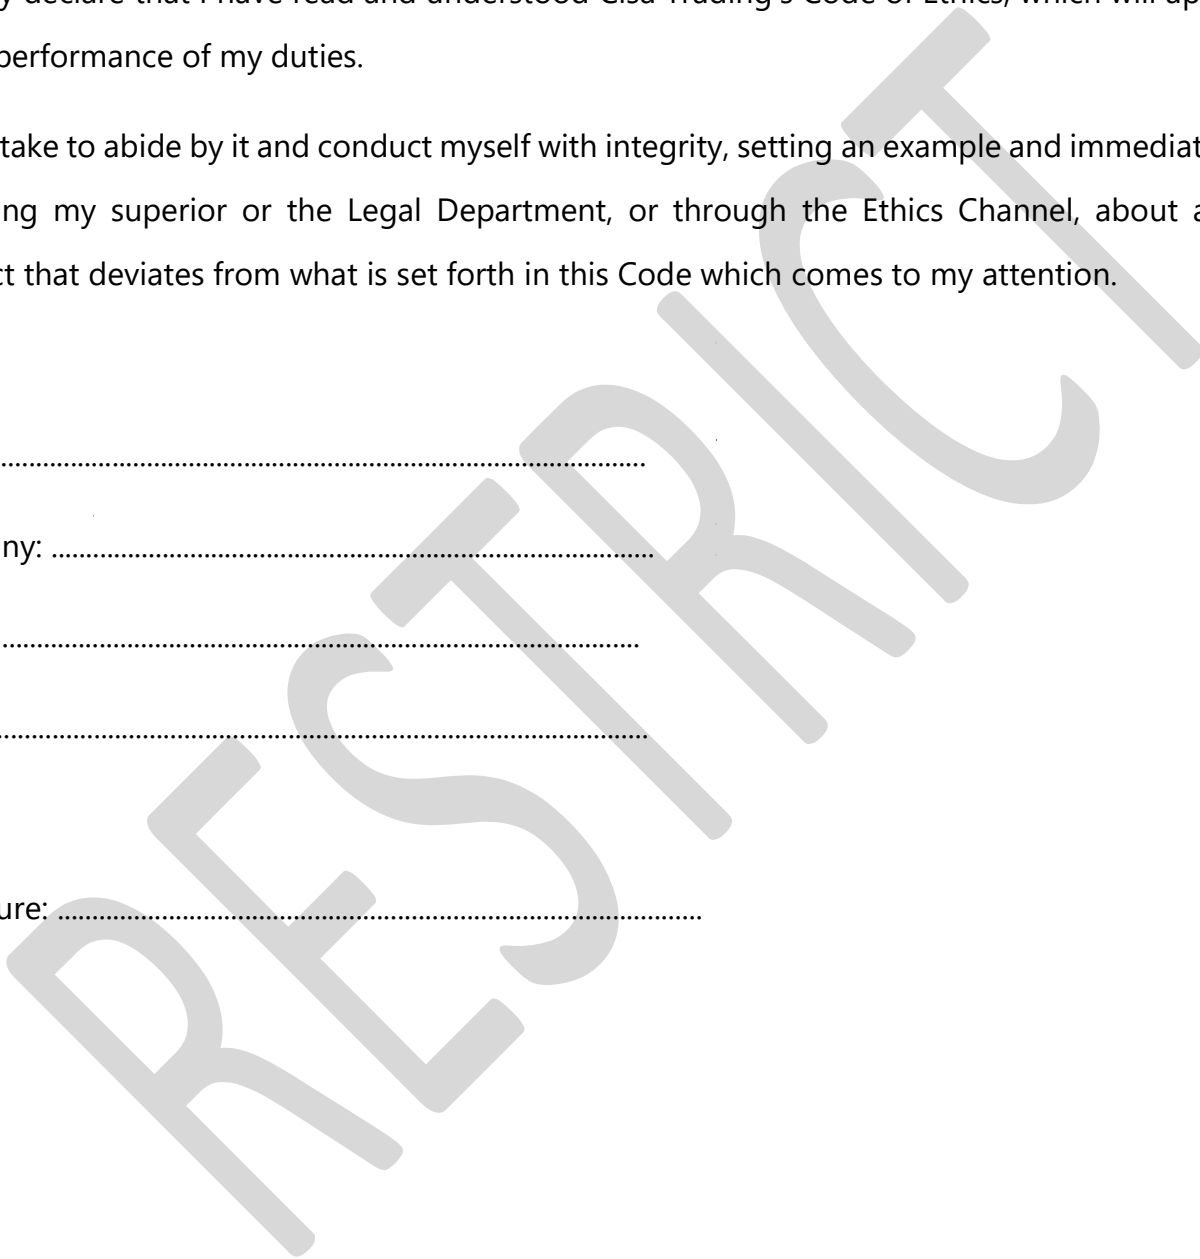 declare that I have read and understood Cisa Trading's Code of Ethics, which will
performance of my duties.
take to abide by it and conduct myself with integrity, setting an example and immediat
ng my superior or the Legal Department, or through the Ethics Channel, about a
ct that deviates from what is set forth in this Code which comes to my attention.
..............................................................................................
ny: .......................................................................................
............................................................................................
..............................................................................................
ure: .............................................................................................
RESTRICT